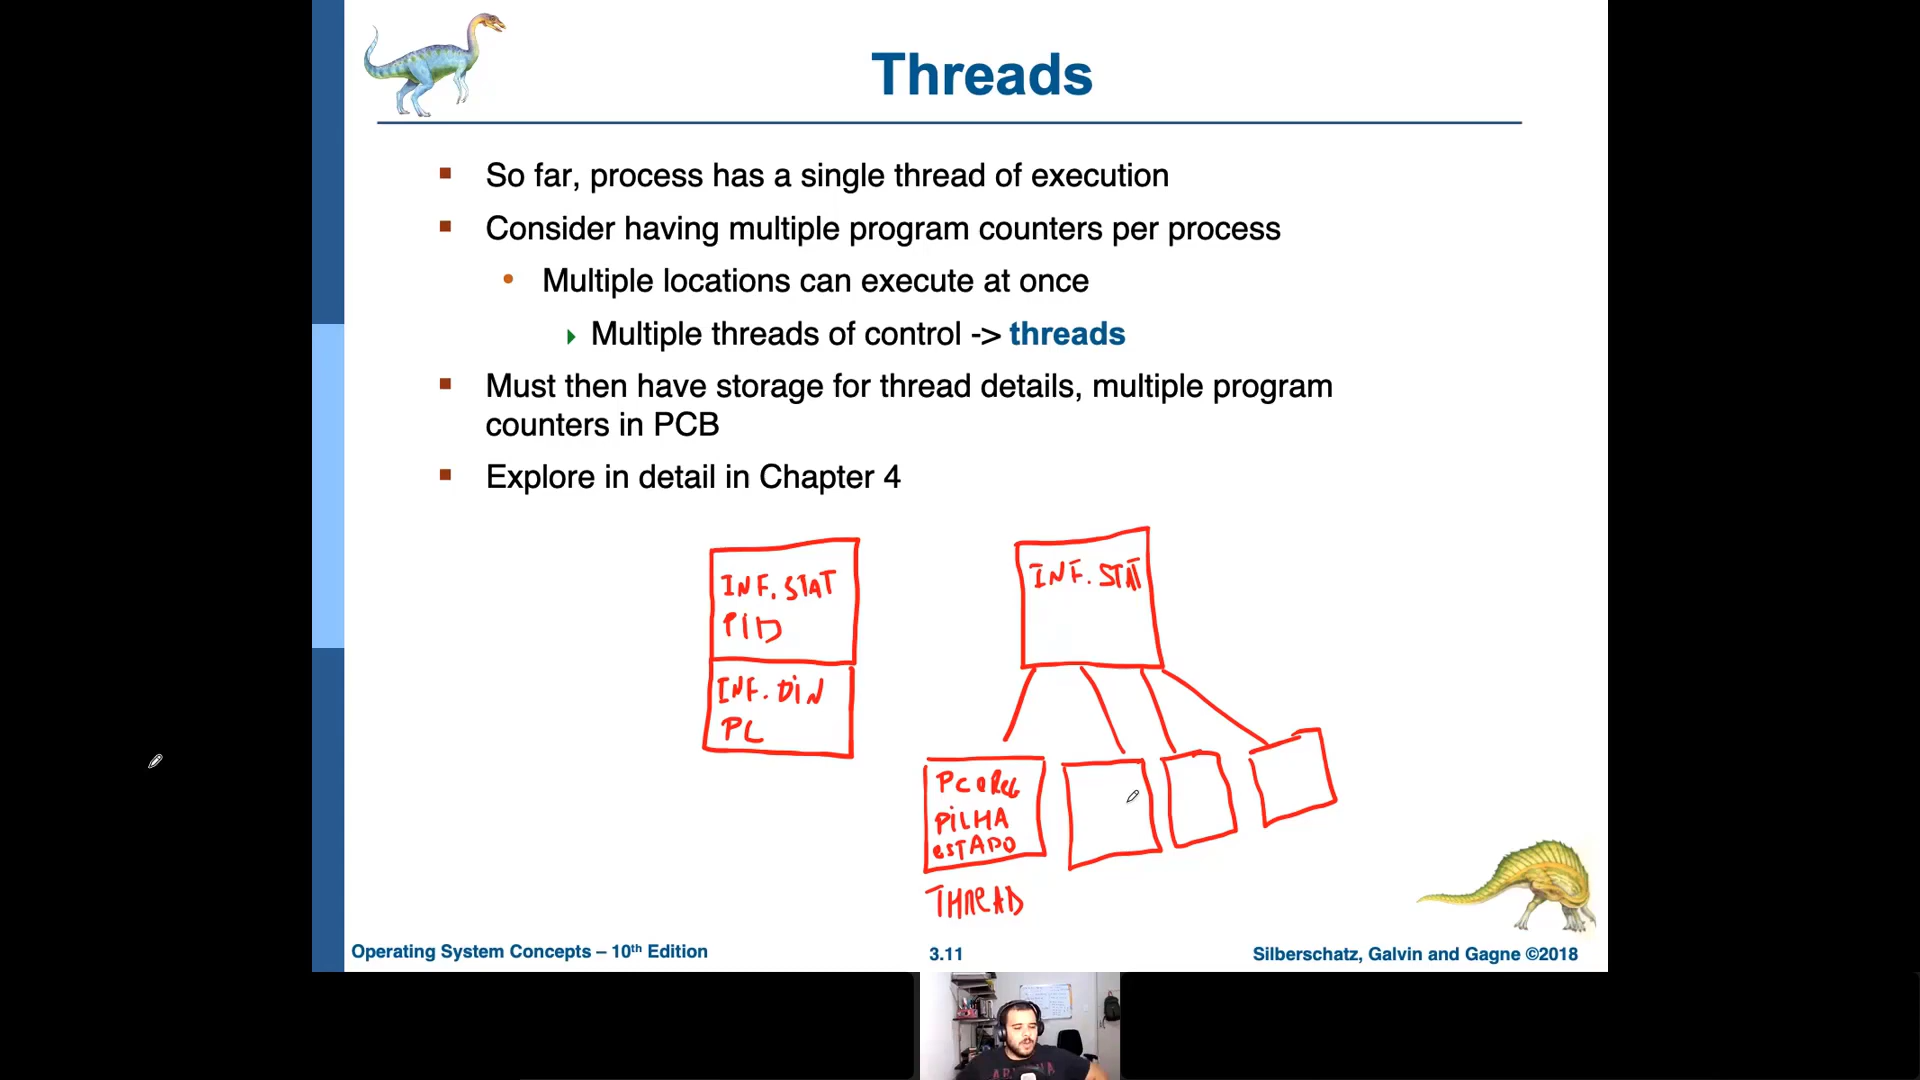 Threads
So far, process has a single thread of execution
Consider having multiple program counters per process
Multiple locations can execute at once
Multiple threads of control -> threads
Must then have storage for thread details, multiple program
counters in PCB
Explore in detail in Chapter 4
INF. STAT
PID
INF. DIN
PC
INF. STAT
PC e REG
PILHA
ESTADO
THREAD
Operating System Concepts – 10th Edition
3.11
Silberschatz, Galvin and Gagne ©2018